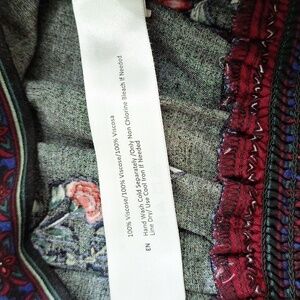 100% Viscose/100% Viscose/100% Viscosa
EN
Hand Wash Cold Separately /Only Non Chlorine Bleach If Needed
Line Dry/ Use Cool Iron If Needed